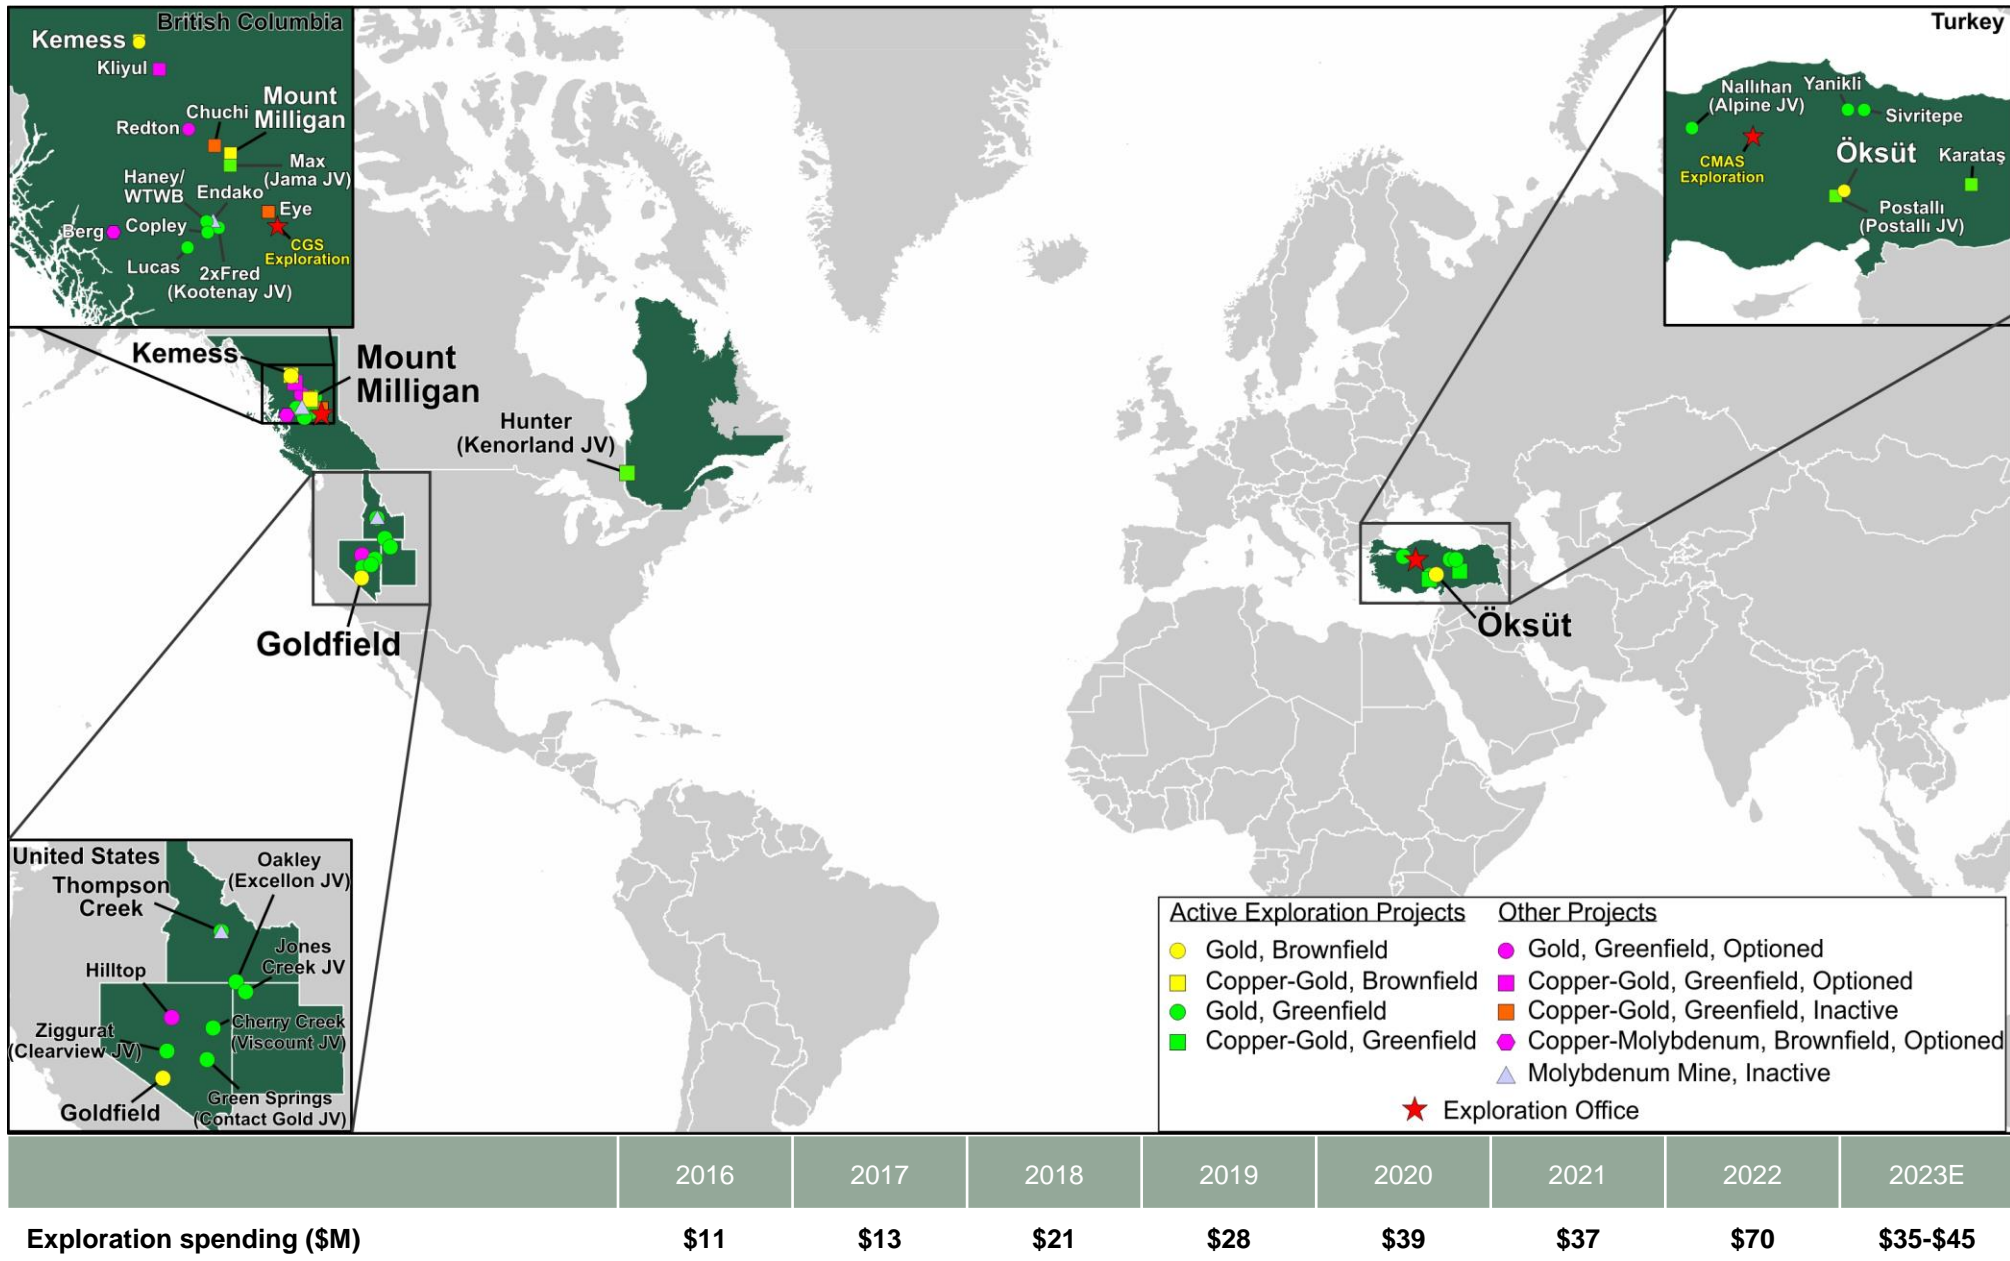 British Columbia
Kemess
Kliyul
Mount
Milligan
Chuchi
Redton
Max
(Jama JV)
Haney/
WTWB
Endako
Eye
Berg
Copley
CGS
Exploration
Lucas
2xFred
(Kootenay JV)
Turkey
Nallıhan
(Alpine JV)
Yanikli
Sivritepe
CMAS
Exploration
Öksüt
Karataş
Postallı
(Postallı JV)
Kemess
Mount
Milligan
Hunter
(Kenorland JV)
Goldfield
Öksüt
United States
Thompson
Creek
Oakley
(Excellon JV)
Jones
Creek JV
Hilltop
Ziggurat
(Clearview JV)
Cherry Creek
(Viscount JV)
Goldfield
Green Springs
(Contact Gold JV)
Active Exploration Projects
Gold, Brownfield
Copper-Gold, Brownfield
Gold, Greenfield
Copper-Gold, Greenfield
Other Projects
Gold, Greenfield, Optioned
Copper-Gold, Greenfield, Optioned
Copper-Gold, Greenfield, Inactive
Copper-Molybdenum, Brownfield, Optioned
Molybdenum Mine, Inactive
Exploration Office
2016 2017 2018 2019 2020 2021 2022 2023E
Exploration spending ($M) $11 $13 $21 $28 $39 $37 $70 $35-$45